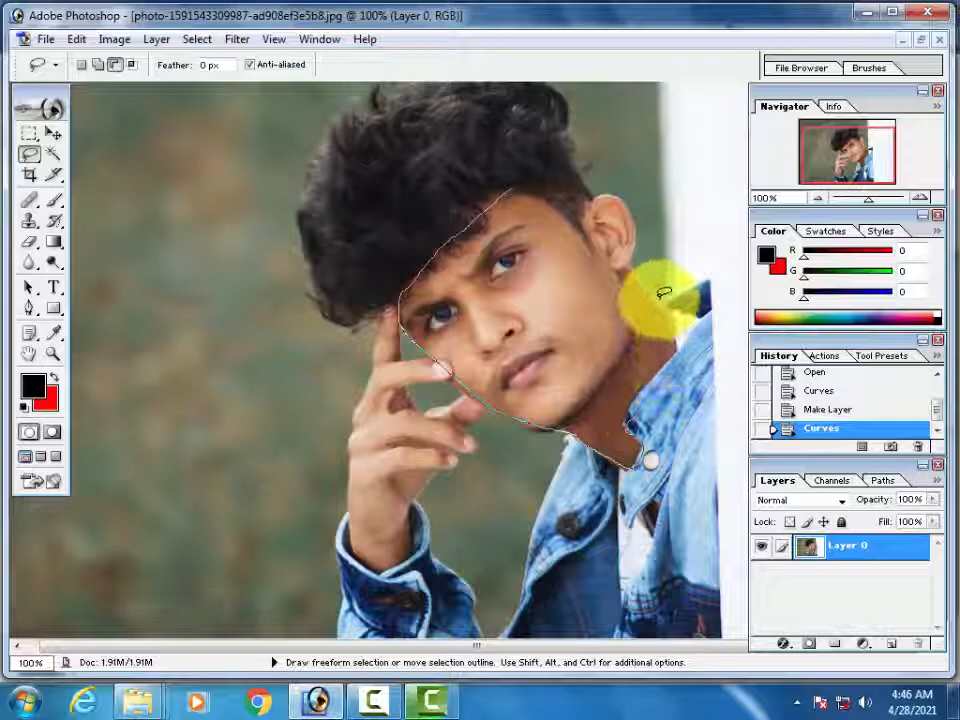 Adobe Photoshop - [photo-1591543309987-ad908ef3e5b8.jpg @ 100% (Layer 0, RGB)]
File Edit Image Layer Select Filter View Window Help
Feather: 0 px Anti-aliased
File Browser Brushes
Navigator Info
100%
Color Swatches Styles
R 0
G 0
B 0
History Actions Tool Presets
Open
Curves
Make Layer
Curves
Layers Channels Paths
Normal Opacity: 100%
Lock: Fill: 100%
Layer 0
T
100% Doc: 1.91M/1.91M Draw freeform selection or move selection outline. Use Shift, Alt, and Ctrl for additional options.
4:46 AM
4/28/2021